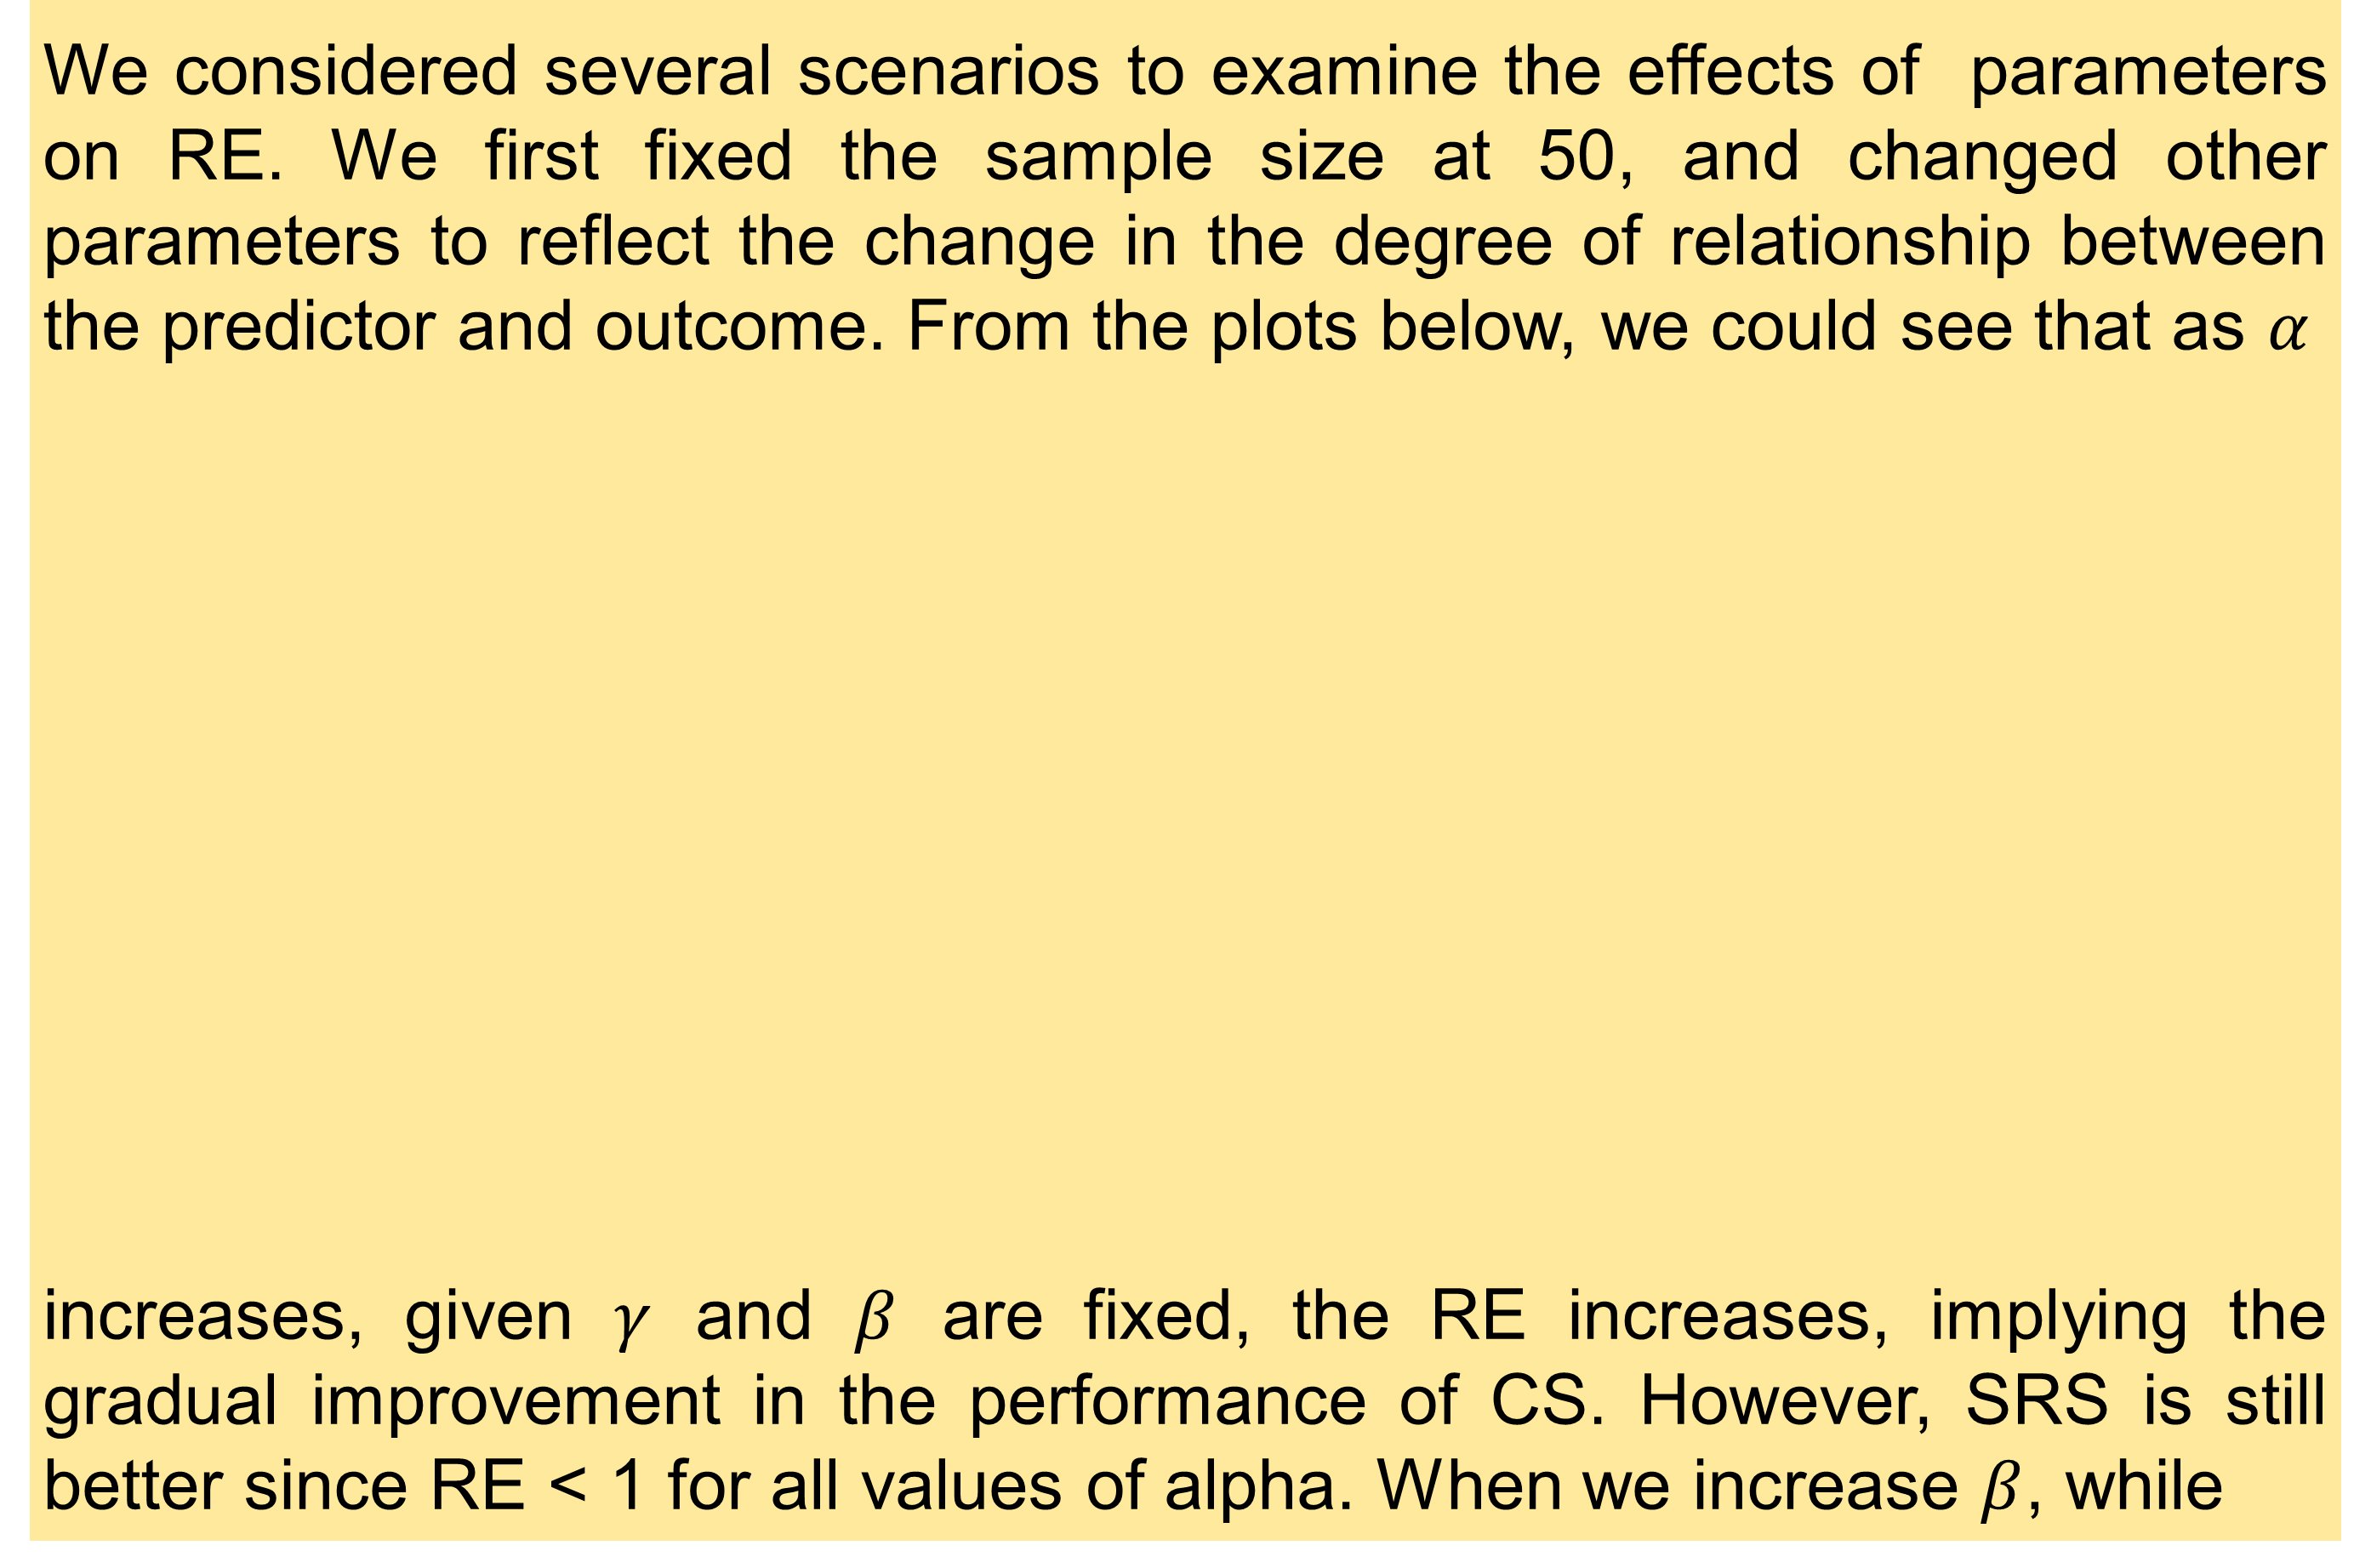 We considered several scenarios to examine the effects of parameters
on RE. We first fixed the sample size at 50, and changed other
parameters to reflect the change in the degree of relationship between
the predictor and outcome. From the plots below, we could see that as α
increases, given γ and β are fixed, the RE increases, implying the
gradual improvement in the performance of CS. However, SRS is still
better since RE < 1 for all values of alpha. When we increase β, while